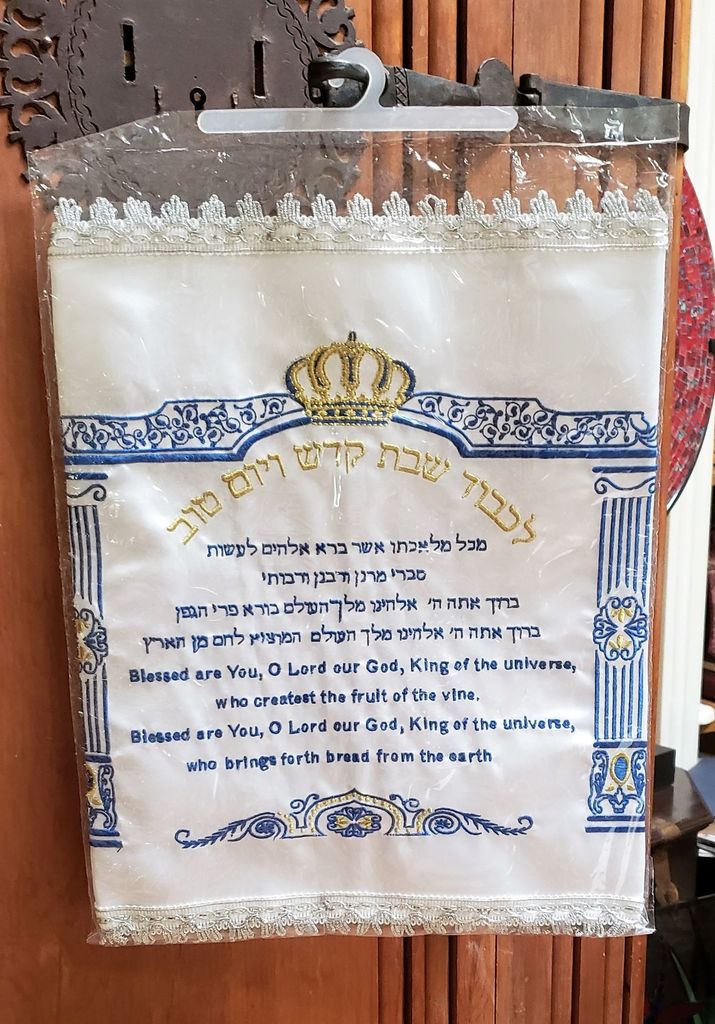 לכבוד שבת קדש ויום טוב
מכל מלאכתו אשר ברא אלהים לעשות
סברי מרנן ורבנן ורבותי
ברוך אתה ה' אלהינו מלך העולם בורא פרי הגפן
ברוך אתה ה' אלהינו מלך העולם המוציא לחם מן הארץ
Blessed are You, O Lord our God, King of the universe,
who createst the fruit of the vine.
Blessed are You, O Lord our God, King of the universe,
who brings forth bread from the earth